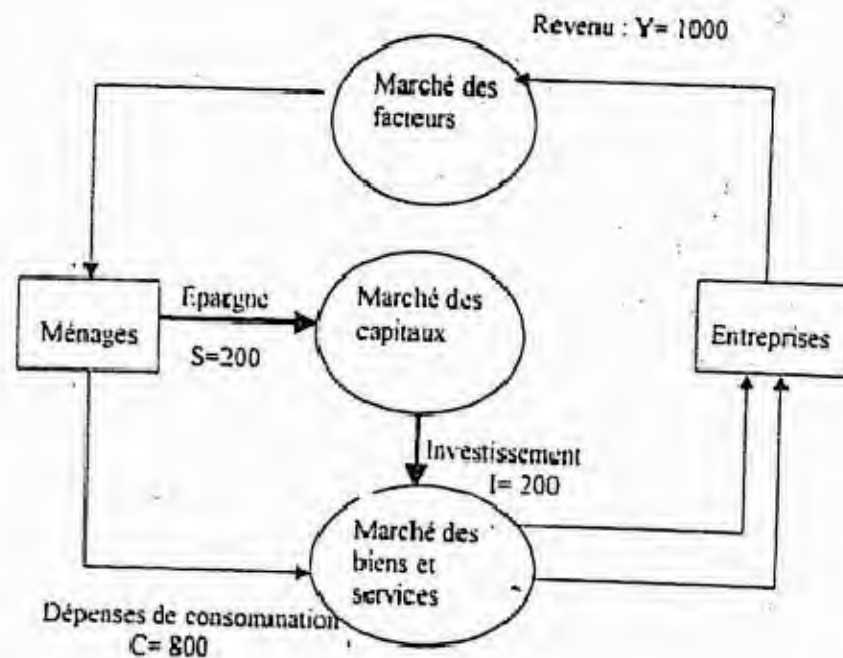 Revenu : Y= 1000
Marché des
facteurs
Ménages
Epargne
S=200
Marché des
capitaux
Entreprises
Investissement
I= 200
Marché des
biens et
services
Dépenses de consommation
C= 800